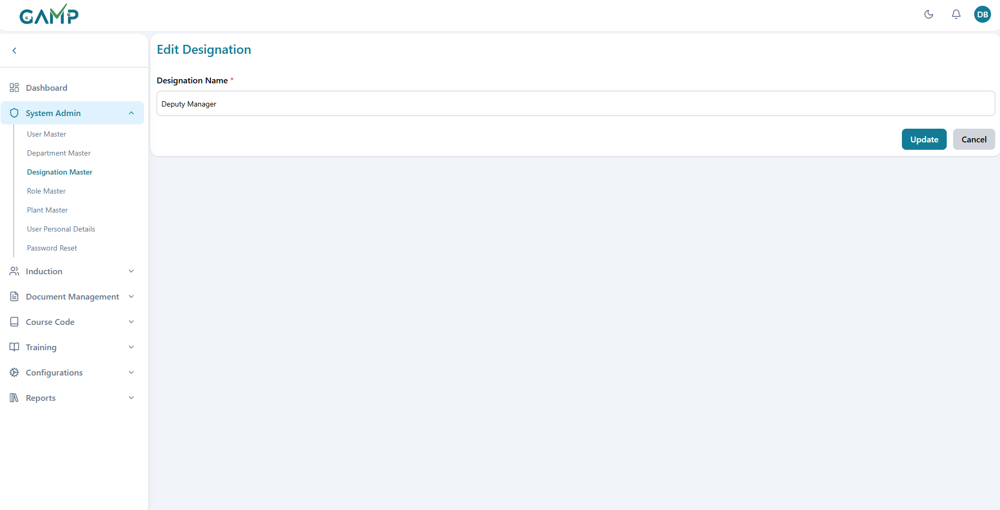 GAMP
DB
Edit Designation
Designation Name *
Deputy Manager
Update
Cancel
Dashboard
System Admin
User Master
Department Master
Designation Master
Role Master
Plant Master
User Personal Details
Password Reset
Induction
Document Management
Course Code
Training
Configurations
Reports